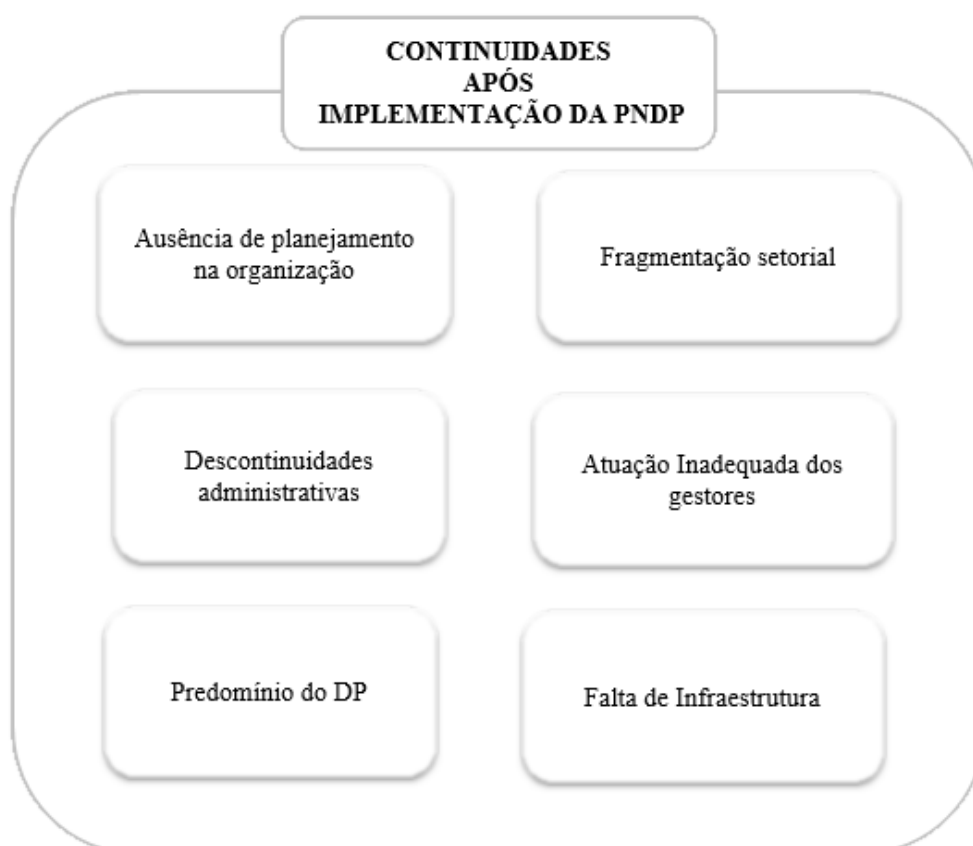 CONTINUIDADES
APÓS
IMPLEMENTAÇÃO DA PNDP
Ausência de planejamento
na organização
Fragmentação setorial
Descontinuidades
administrativas
Atuação Inadequada dos
gestores
Predomínio do DP
Falta de Infraestrutura